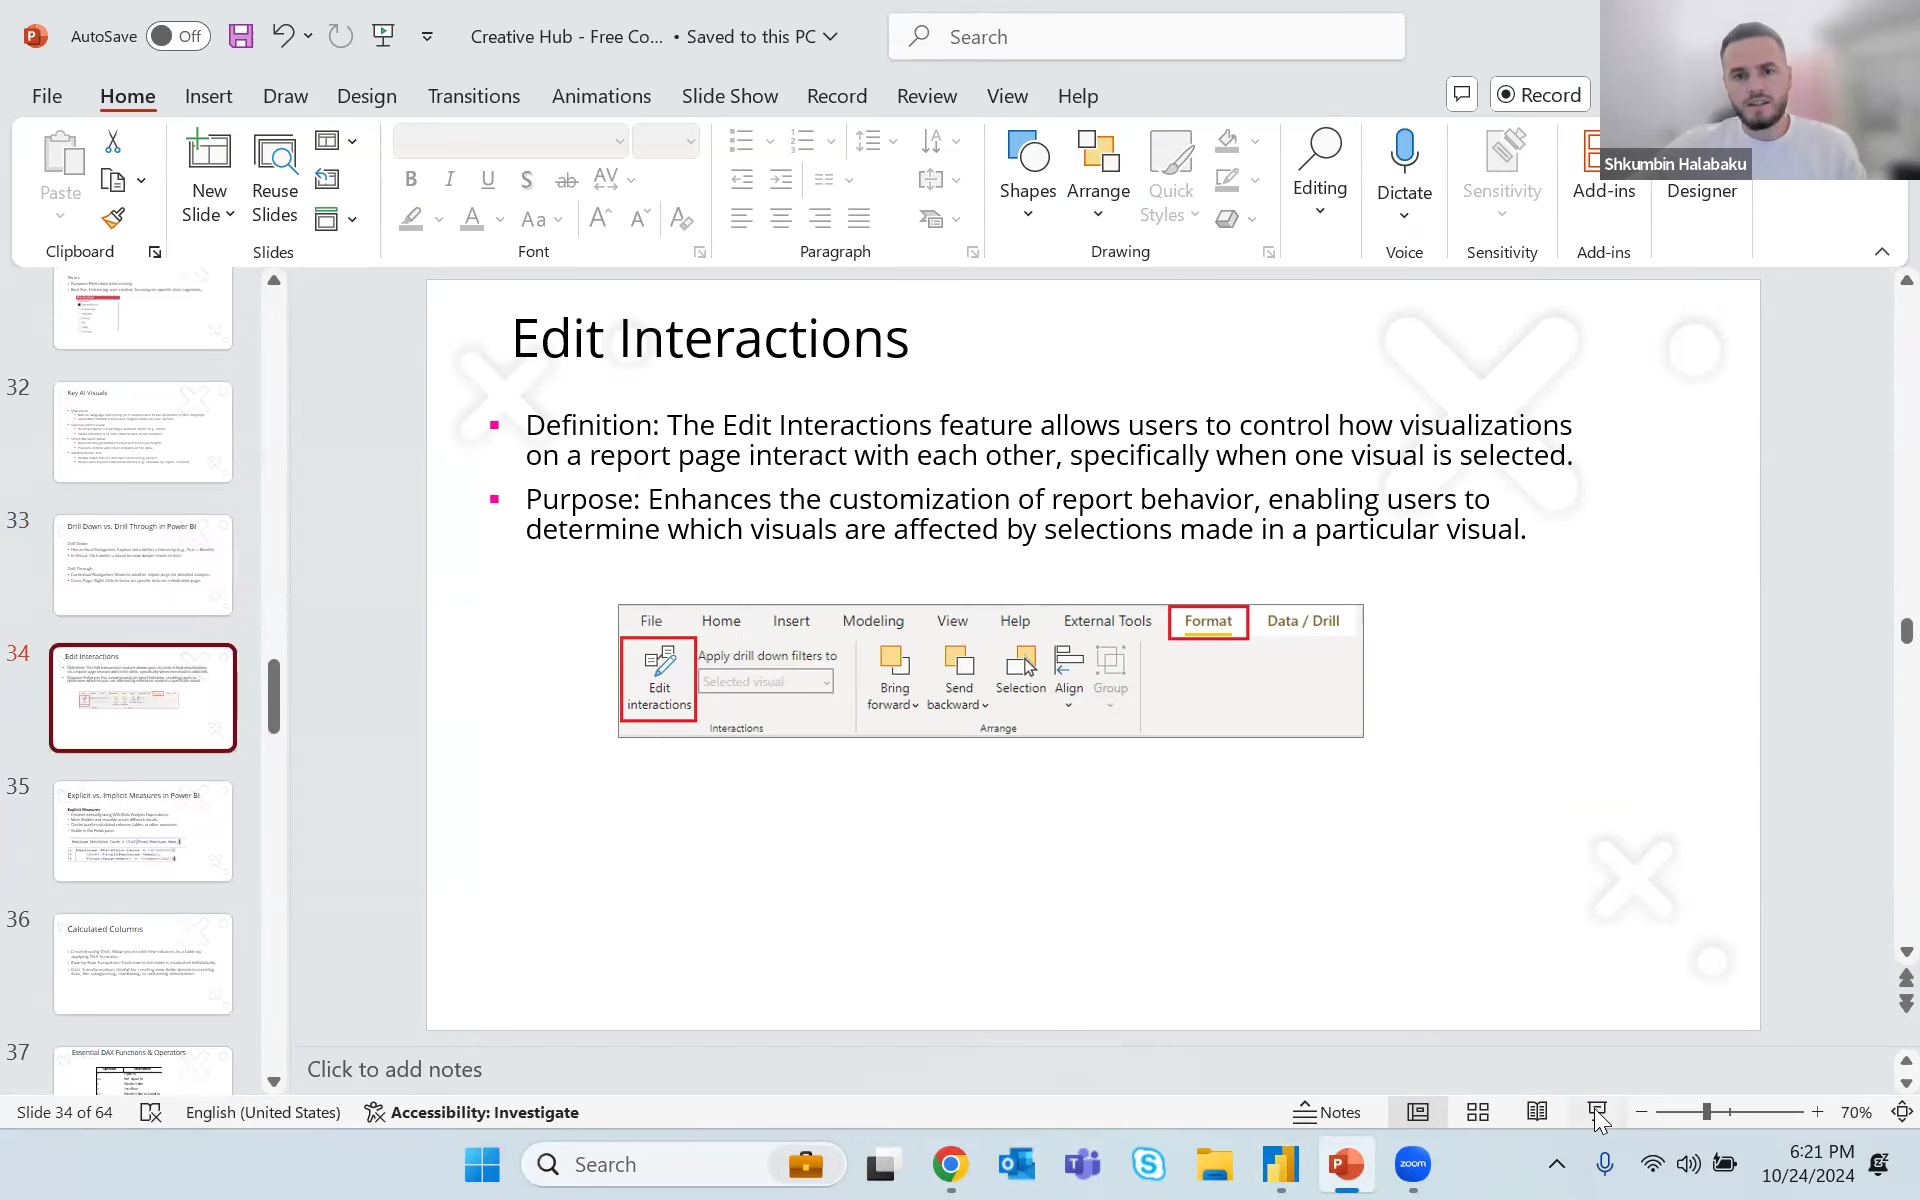 AutoSave Off Creative Hub - Free Co... • Saved to this PC Search
File Home Insert Draw Design Transitions Animations Slide Show Record Review View Help Record
Shkumbin Halabaku
Paste
New
Slide
Reuse
Slides
B I U S ab AV
Aa
Shapes
Arrange
Quick
Styles
Editing
Dictate
Sensitivity
Add-ins
Designer
Clipboard Slides Font Paragraph Drawing Voice Sensitivity Add-ins
32
Key AI Visuals
33
Drill Down vs. Drill Through in Power BI
34
Edit Interactions
35
Explicit vs. Implicit Measures in Power BI
Explicit Measures
36
Calculated Columns
37
Essential DAX Functions & Operators
Edit Interactions
Definition: The Edit Interactions feature allows users to control how visualizations
on a report page interact with each other, specifically when one visual is selected.
Purpose: Enhances the customization of report behavior, enabling users to
determine which visuals are affected by selections made in a particular visual.
File Home Insert Modeling View Help External Tools Format Data / Drill
Edit
interactions
Apply drill down filters to
Selected visual
Bring
forward
Send
backward
Selection
Align
Group
Interactions Arrange
Click to add notes
Slide 34 of 64 English (United States) Accessibility: Investigate Notes 70%
Search
zoom
6:21 PM
10/24/2024